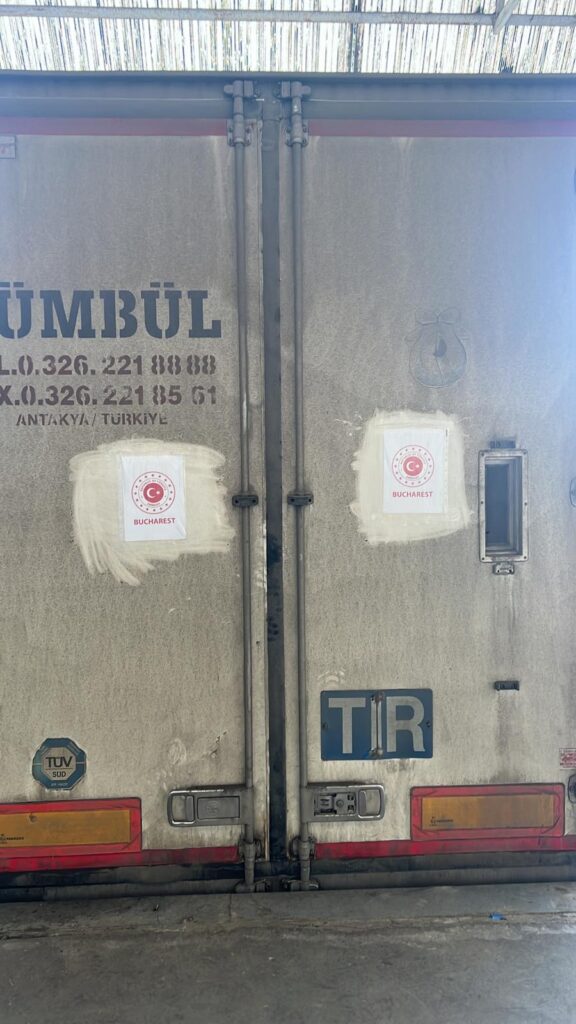 ÜMBÜL
L.0.326.221 88 88
X.0.326.221 85 61
ANTAKYA / TÜRKİYE
BUCHAREST
BUCHAREST
TIR
TÜV
SÜD